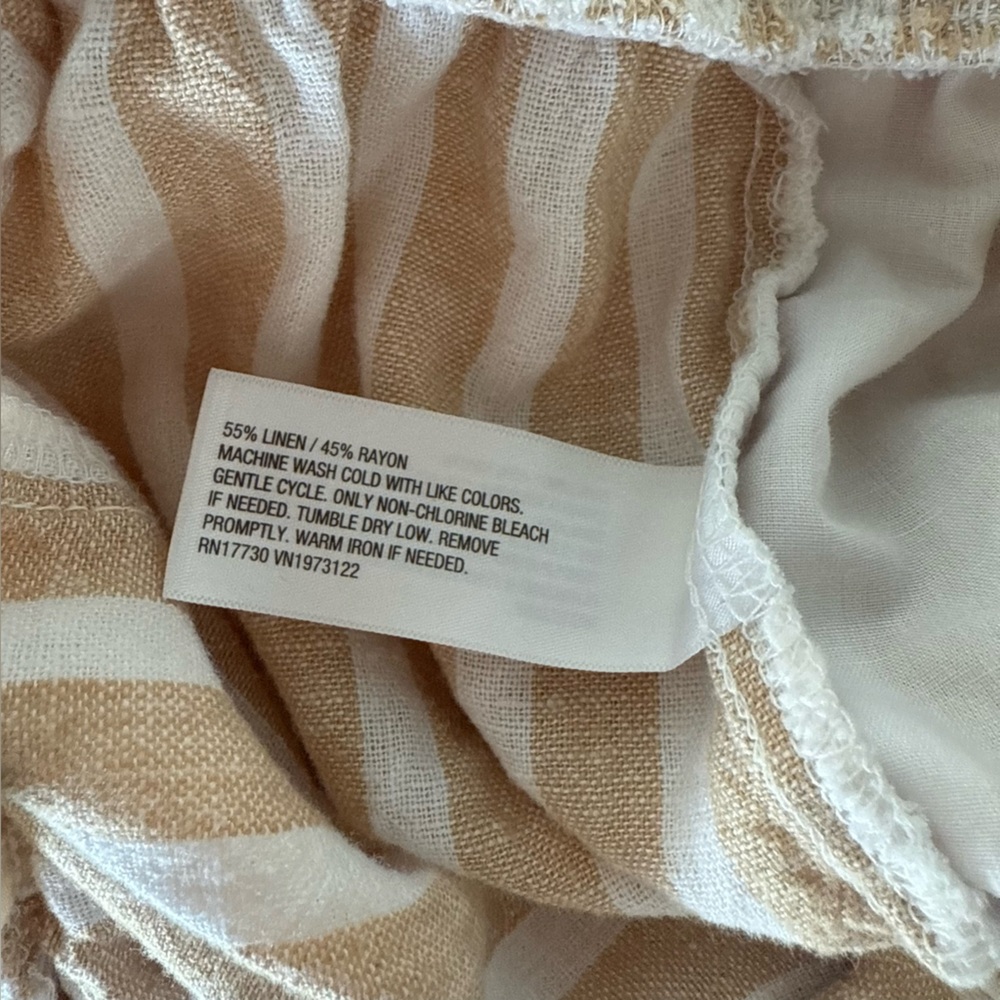 55% LINEN / 45% RAYON
MACHINE WASH COLD WITH LIKE COLORS.
GENTLE CYCLE. ONLY NON-CHLORINE BLEACH
IF NEEDED. TUMBLE DRY LOW. REMOVE
PROMPTLY. WARM IRON IF NEEDED.
RN17730 VN1973122